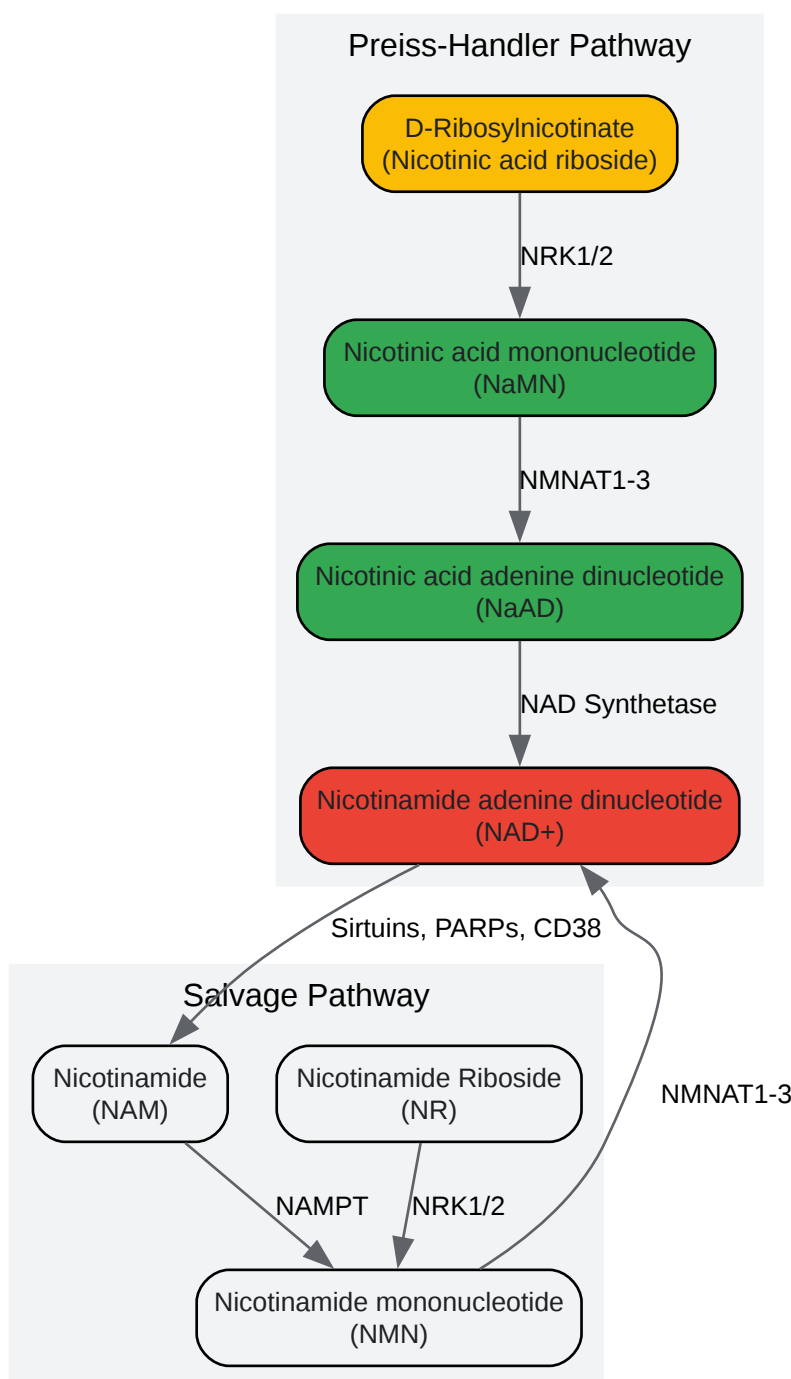 Preiss-Handler Pathway
D-Ribosylnicotinate
(Nicotinic acid riboside)
NRK1/2
Nicotinic acid mononucleotide
(NaMN)
NMNAT1-3
Nicotinic acid adenine dinucleotide
(NaAD)
NAD Synthetase
Nicotinamide adenine dinucleotide
(NAD+)
Sirtuins, PARPs, CD38
Salvage Pathway
Nicotinamide
(NAM)
Nicotinamide Riboside
(NR)
NMNAT1-3
NAMPT
NRK1/2
Nicotinamide mononucleotide
(NMN)